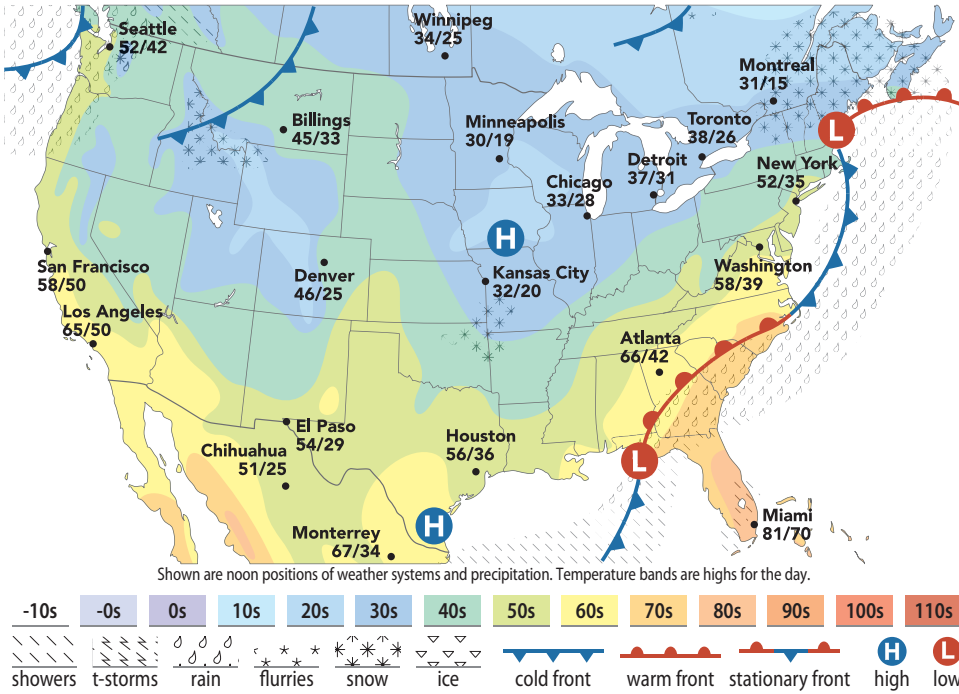 Winnipeg
34/25
Seattle
52/42
Montreal
31/15
Billings
45/33
Minneapolis
30/19
Toronto
38/26
L
Detroit
37/31
New York
52/35
Chicago
33/28
H
San Francisco
58/50
Denver
46/25
Kansas City
32/20
Washington
58/39
Los Angeles
65/50
Atlanta
66/42
El Paso
54/29
Chihuahua
51/25
Houston
56/36
L
H
Monterrey
67/34
Miami
81/70
Shown are noon positions of weather systems and precipitation. Temperature bands are highs for the day.
-10s -0s 0s 10s 20s 30s 40s 50s 60s 70s 80s 90s 100s 110s
H L
showers t-storms rain flurries snow ice cold front warm front stationary front high low